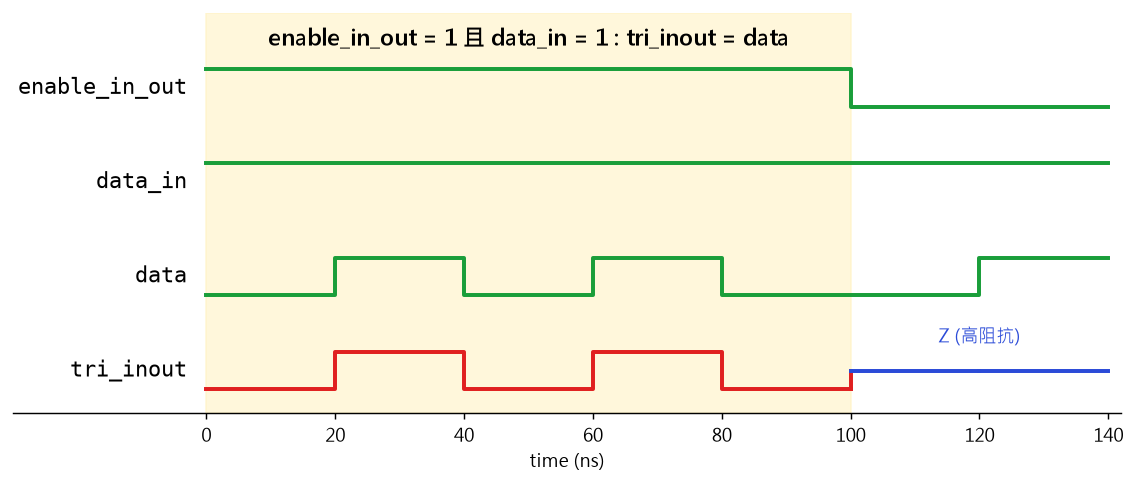 enable_in_out = 1 且 data_in = 1 : tri_inout = data
enable_in_out
data_in
data
Z (高阻抗)
tri_inout
0 20 40 60 80 100 120 140
time (ns)